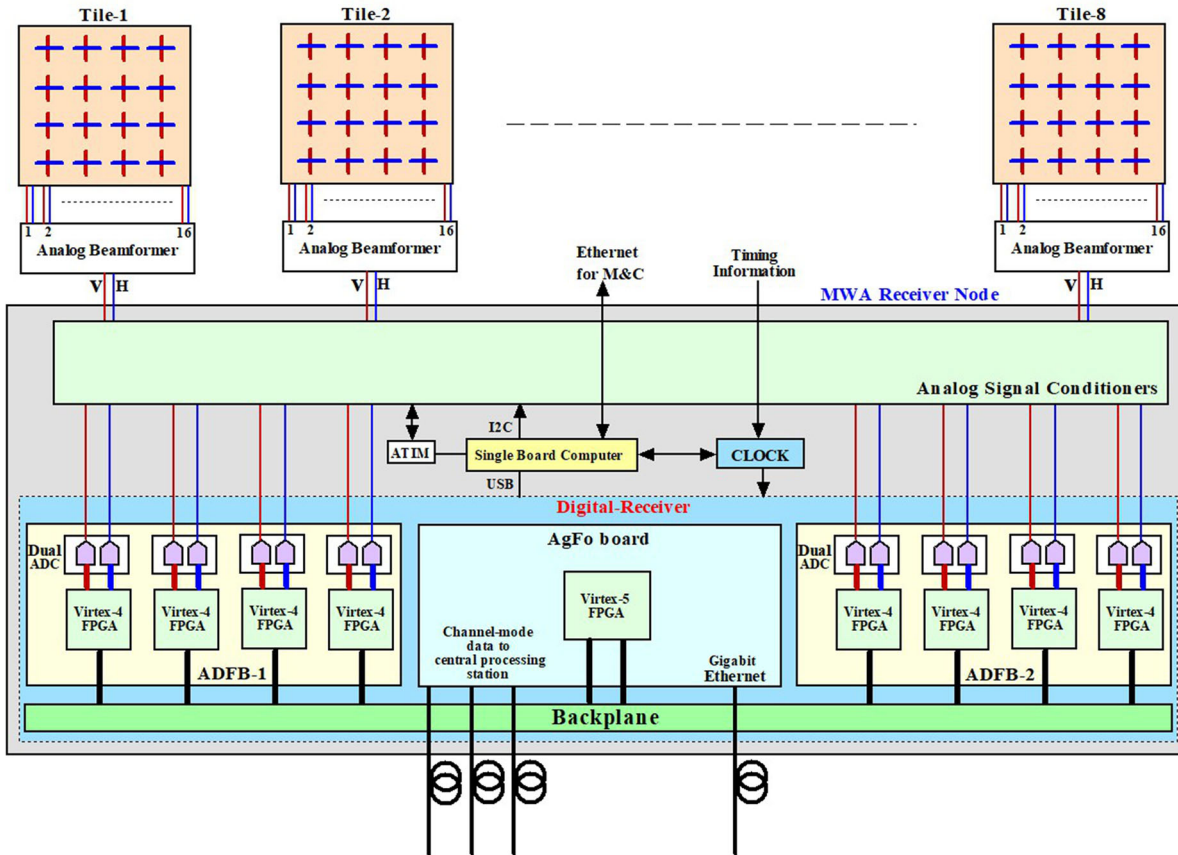 Tile-1
Tile-2
Tile-8
1 2 16
Analog Beamformer
1 2 16
Analog Beamformer
1 2 16
Analog Beamformer
V H
V H
V H
Ethernet
for M&C
Timing
Information
MWA Receiver Node
Analog Signal Conditioners
I2C
ATIM
Single Board Computer
CLOCK
USB
Digital-Receiver
Dual
ADC
Virtex-4
FPGA
Virtex-4
FPGA
Virtex-4
FPGA
Virtex-4
FPGA
ADFB-1
AgFo board
Virtex-5
FPGA
Channel-mode
data to
central processing
station
Gigabit
Ethernet
Dual
ADC
Virtex-4
FPGA
Virtex-4
FPGA
Virtex-4
FPGA
Virtex-4
FPGA
ADFB-2
Backplane